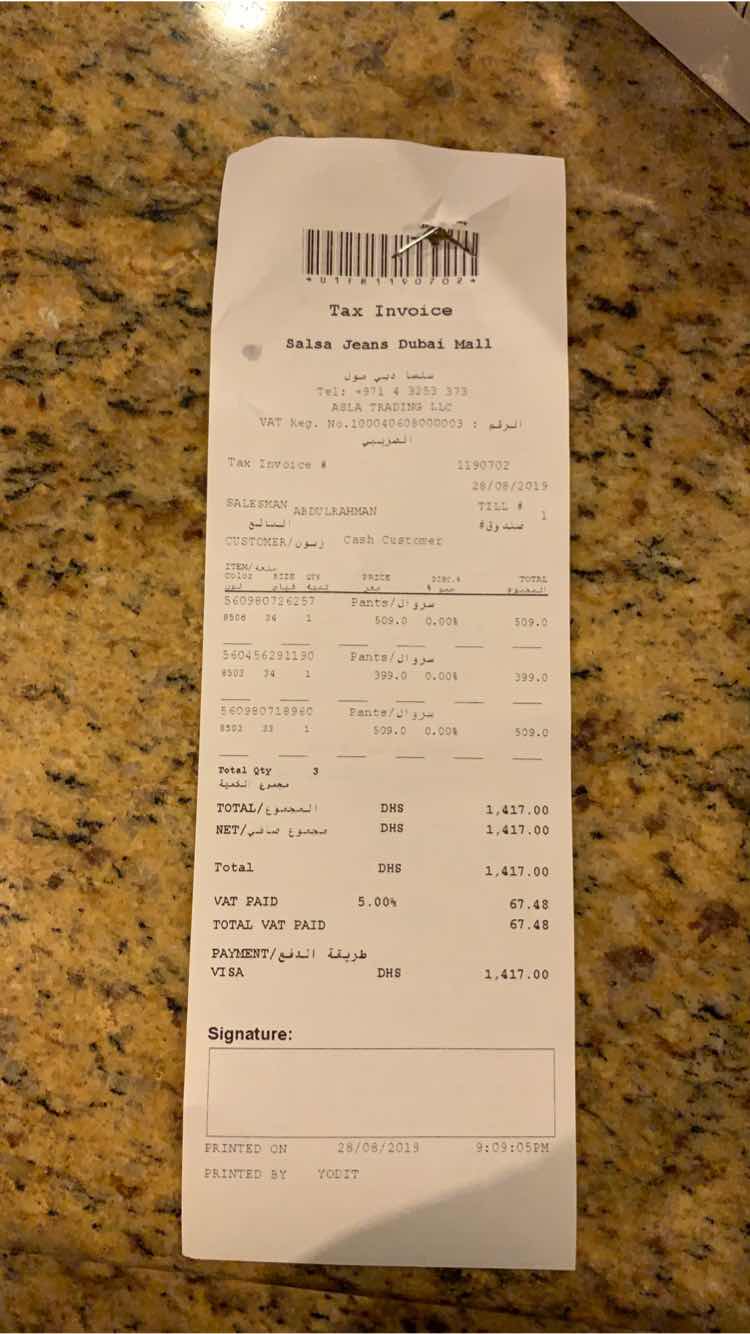 Tax Invoice
Salsa Jeans Dubai Mall
سلسا دبي مول
Tel: +971 4 3253 373
ASLA TRADING LLC
VAT Reg. No.100040608000003 : الرقم
الضريبي
Tax Invoice # 1190702
28/08/2019
SALESMAN ABDULRAHMAN TILL # 1
البائع صندوق#
CUSTOMER/زبون Cash Customer
ITEM/
Color SIZE QTY PRICE DISC.% TOTAL
لون قياس كمية سعر % خصم المجموع
560980726257 Pants/سروال
8506 34 1 509.0 0.00% 509.0
560456291190 Pants/سروال
8503 34 1 399.0 0.00% 399.0
560980718960 Pants/سروال
8502 33 1 509.0 0.00% 509.0
Total Qty 3
مجموع الكمية
TOTAL/المجموع DHS 1,417.00
NET/مجموع صافي DHS 1,417.00
Total DHS 1,417.00
VAT PAID 5.00% 67.48
TOTAL VAT PAID 67.48
PAYMENT/طريقة الدفع
VISA DHS 1,417.00
Signature:
PRINTED ON 28/08/2019 9:09:05PM
PRINTED BY YODIT